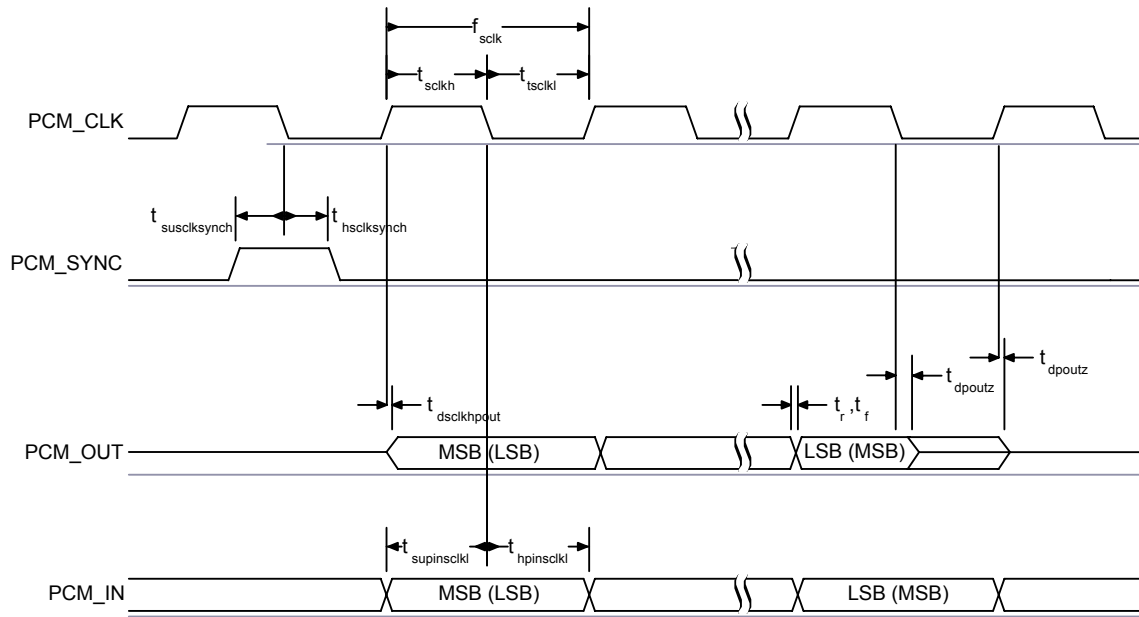 f sclk
t sclkh
t tsclkl
PCM_CLK
t susclksynch
t hsclksynch
PCM_SYNC
t dpoutz
t dpoutz
t dsclkhpout
t r ,t f
PCM_OUT
MSB (LSB)
LSB (MSB)
t supinsclkl
t hpinsclkl
PCM_IN
MSB (LSB)
LSB (MSB)